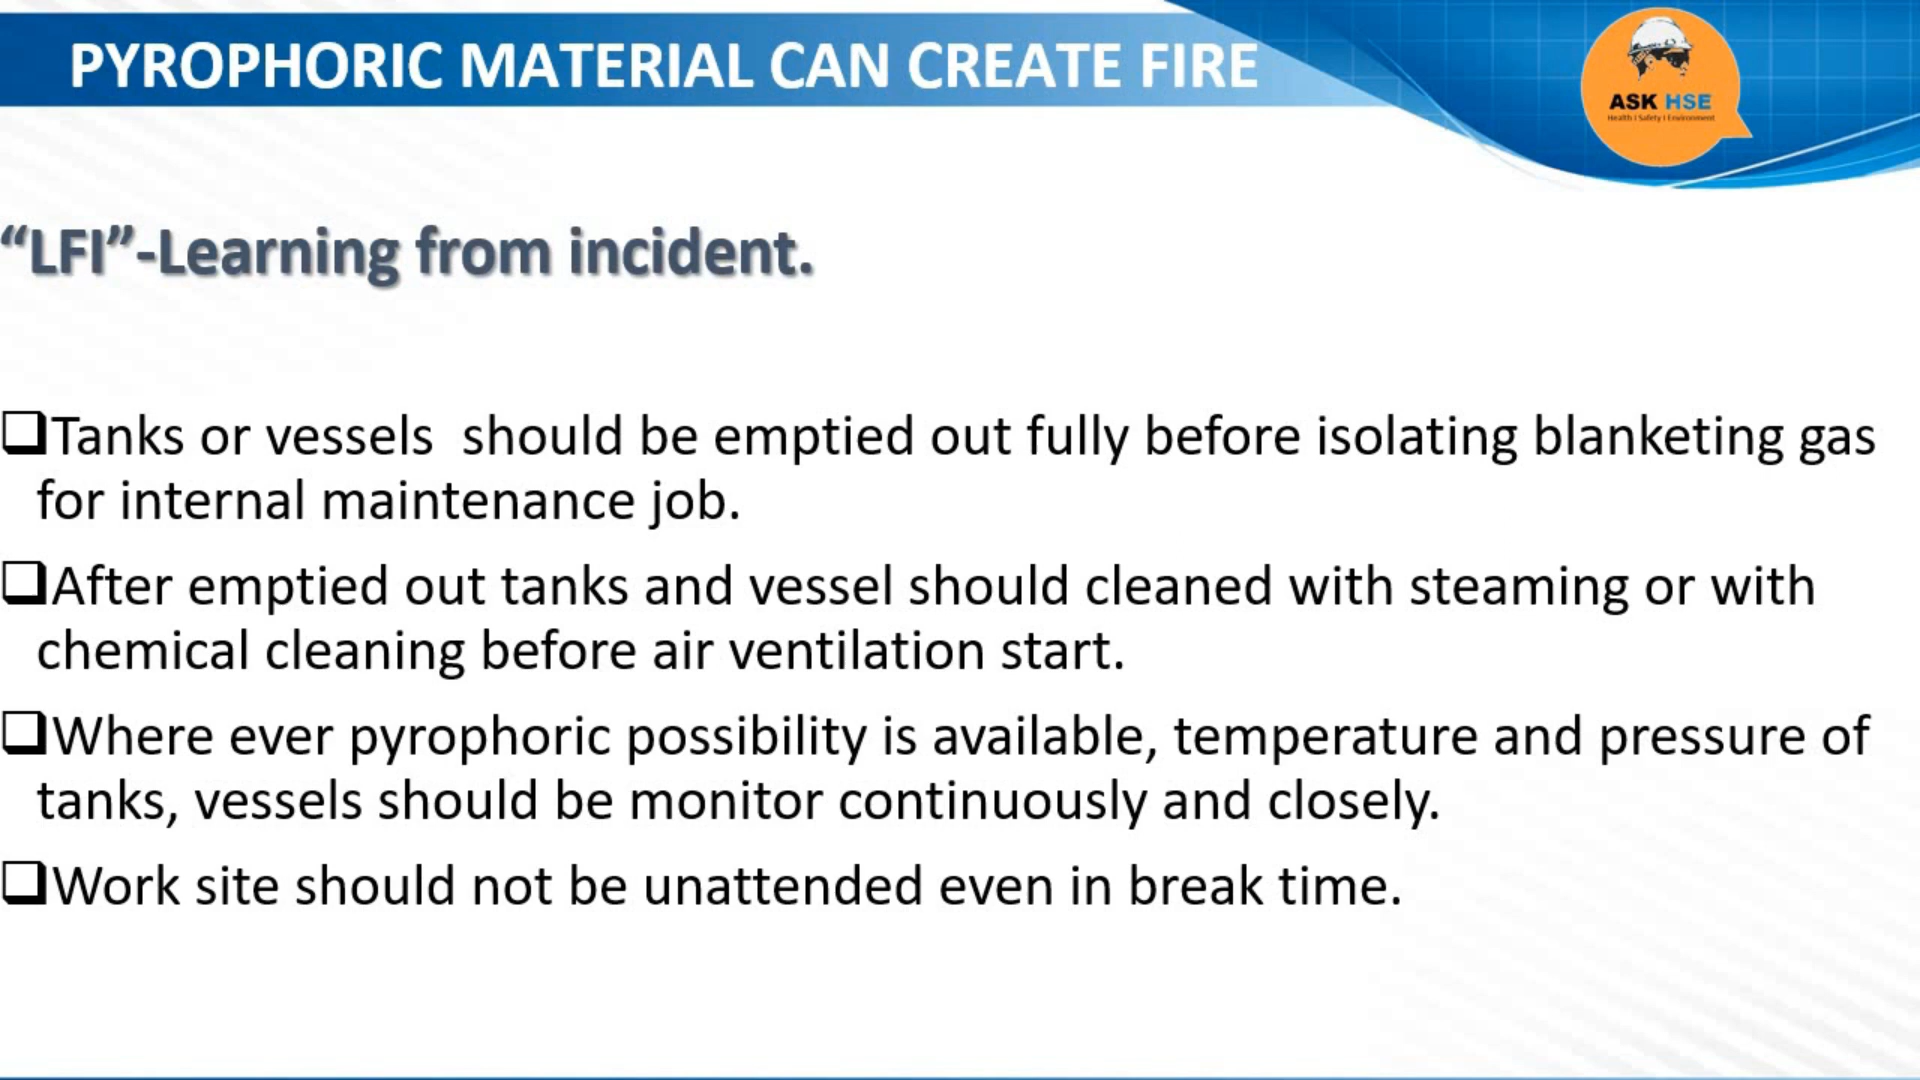 PYROPHORIC MATERIAL CAN CREATE FIRE
ASK HSE
Health I Safety I Environment
“LFI”-Learning from incident.
❑Tanks or vessels should be emptied out fully before isolating blanketing gas
for internal maintenance job.
❑After emptied out tanks and vessel should cleaned with steaming or with
chemical cleaning before air ventilation start.
❑Where ever pyrophoric possibility is available, temperature and pressure of
tanks, vessels should be monitor continuously and closely.
❑Work site should not be unattended even in break time.